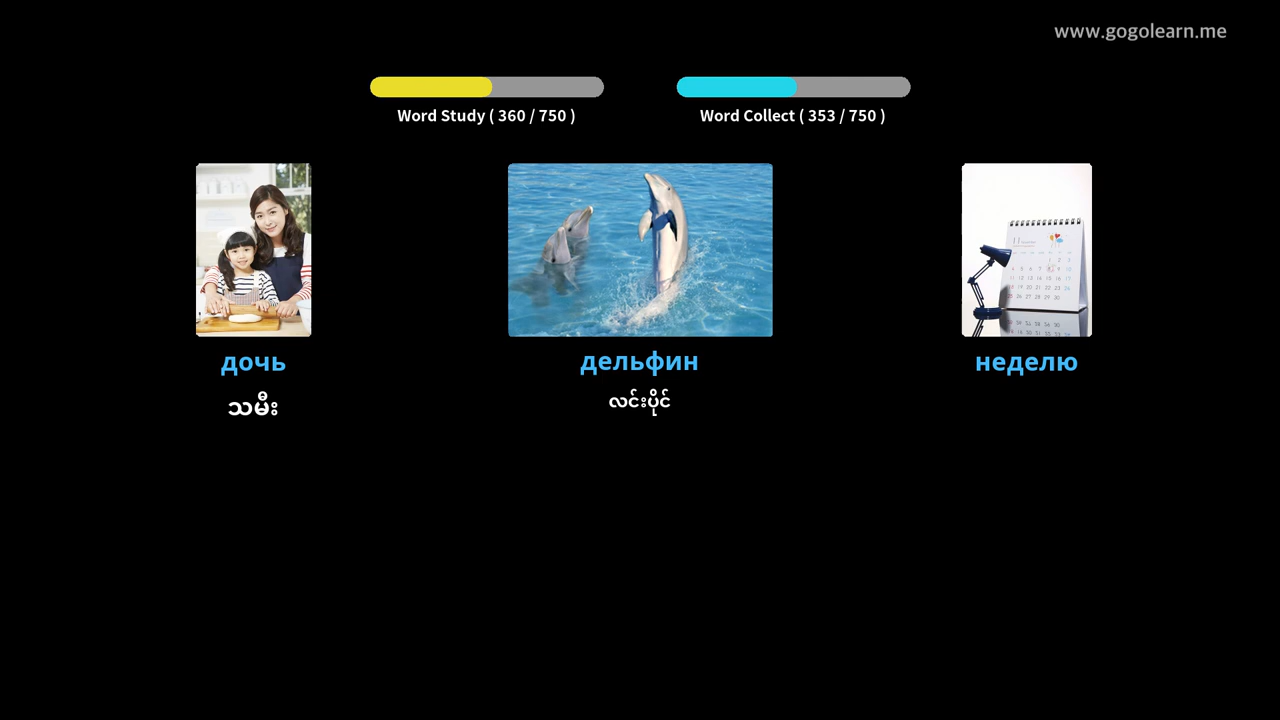 www.gogolearn.me
Word Study ( 360 / 750 )
Word Collect ( 353 / 750 )
дочь
дельфин
неделю
သမီး
လင်းပိုင်